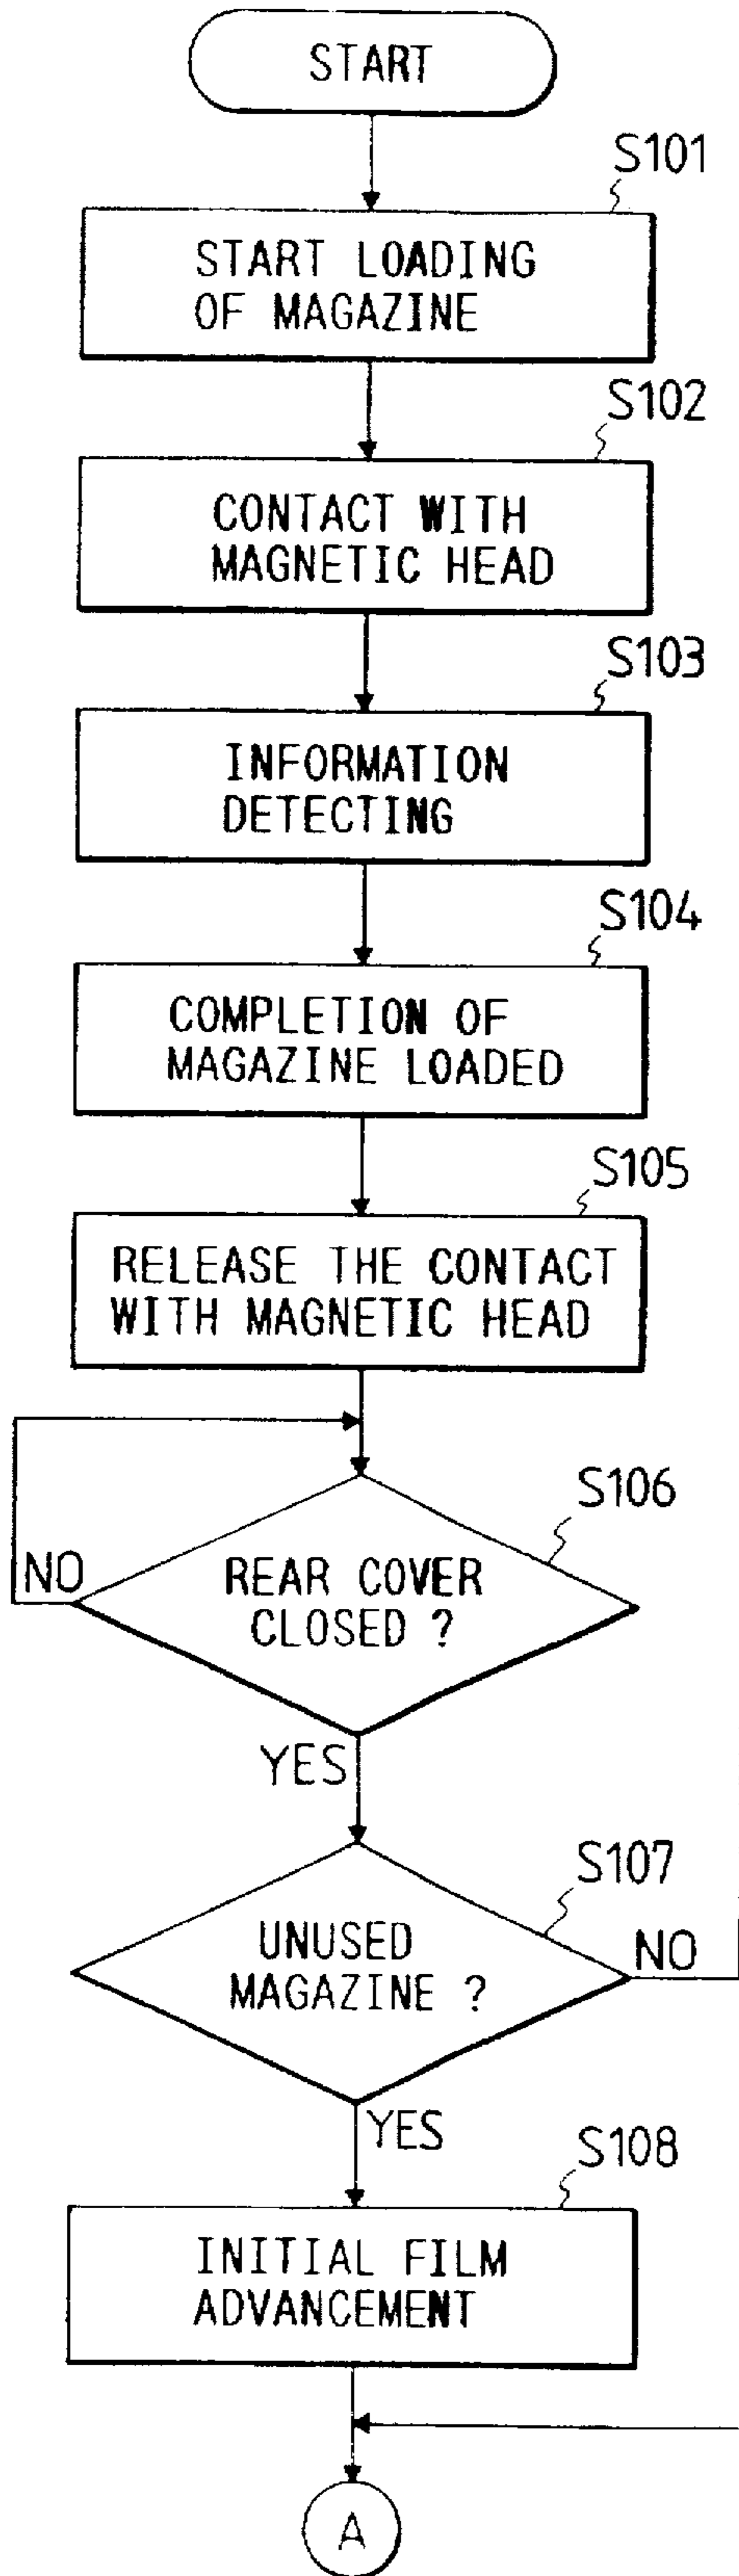 START
S101
START LOADING
OF MAGAZINE
S102
CONTACT WITH
MAGNETIC HEAD
S103
INFORMATION
DETECTING
S104
COMPLETION OF
MAGAZINE LOADED
S105
RELEASE THE CONTACT
WITH MAGNETIC HEAD
S106
NO
REAR COVER
CLOSED ?
YES
S107
UNUSED
MAGAZINE ?
NO
YES
S108
INITIAL FILM
ADVANCEMENT
A